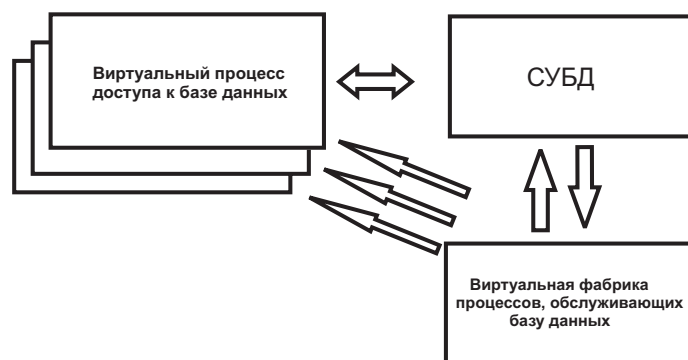 Виртуальный процесс
доступа к базе данных
СУБД
Виртуальная фабрика
процессов, обслуживающих
базу данных